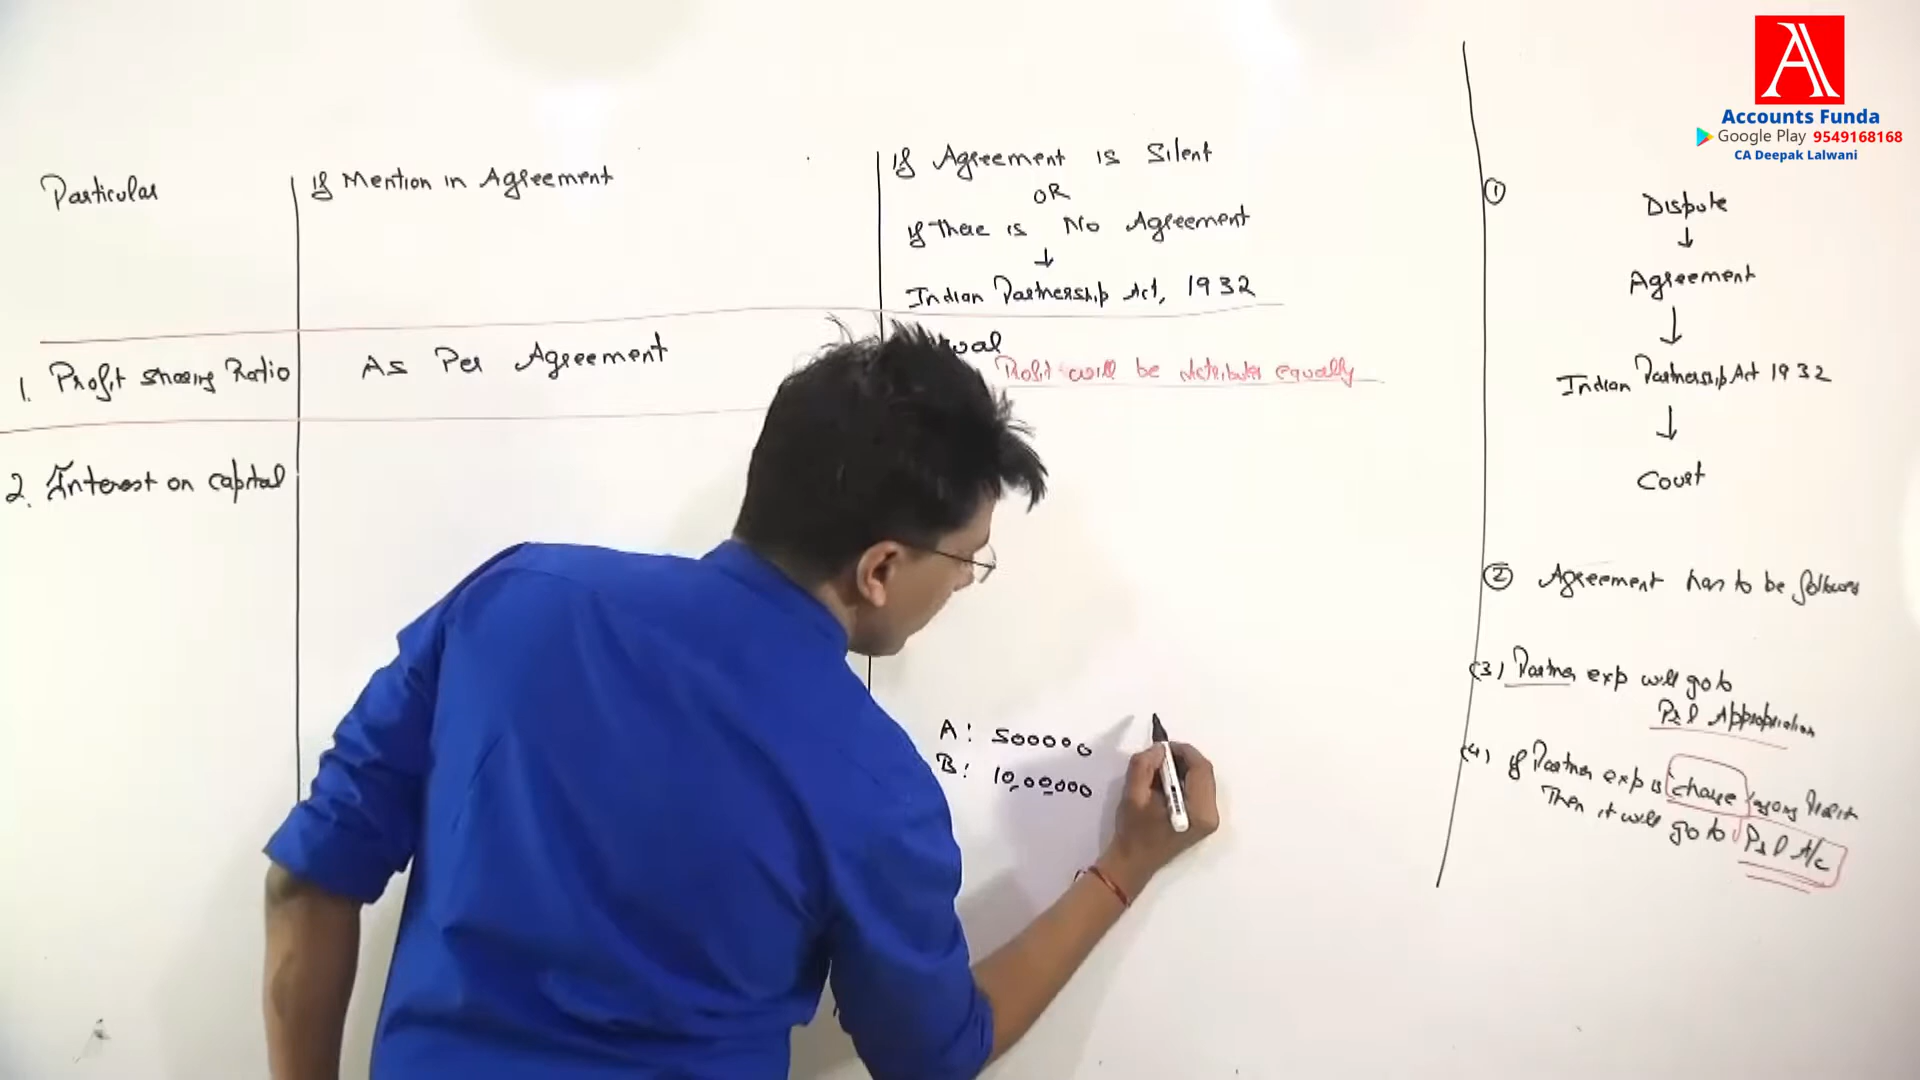 Accounts Funda
Google Play 9549168168
CA Deepak Lalwani
Particular
If Mention in Agreement
If Agreement is Silent
OR
If There is No Agreement
↓
Indian Partnership Act, 1932
1. Profit sharing Ratio
As Per Agreement
Profit will be equally
2. Interest on capital
A: 500000
B: 10,00,000
①
Dispute
↓
Agreement
↓
Indian Partnership Act 1932
↓
Court
② Agreement has to be
(3) Partner exp will go to
P&L Appropriation
(4) If Partner exp is charge Profit
Then it will go to P&L A/c